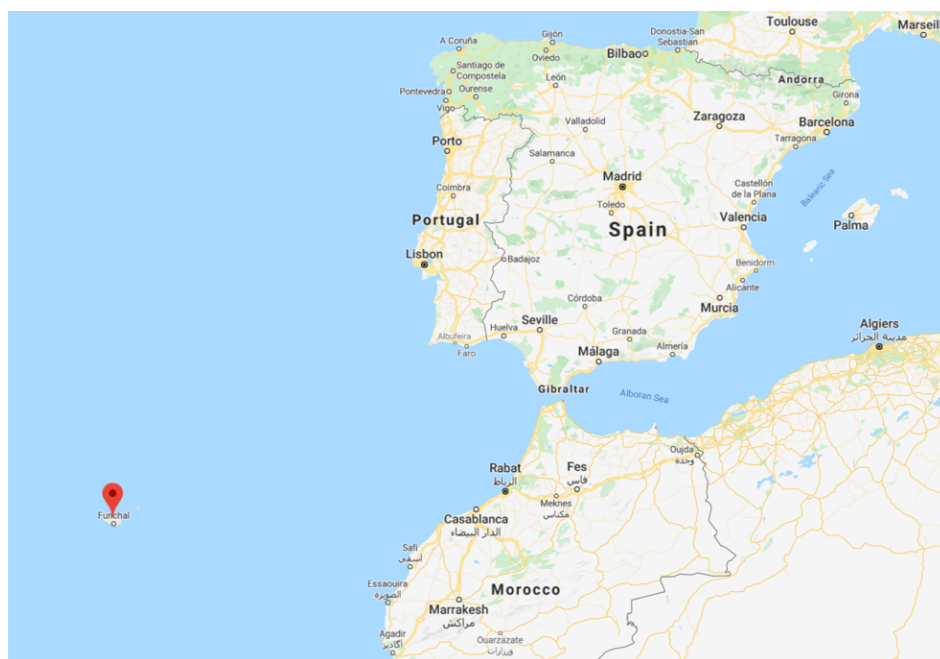 Toulouse
Marseil
A Coruña
Gijón
Donostia-San
Sebastian
Oviedo
Bilbao
Santiago de
Compostela
León
Andorra
Pontevedra
Ourense
Girona
Vigo
Valladolid
Zaragoza
Barcelona
Porto
Tarragona
Salamanca
Madrid
Coimbra
Castellón
de la Plana
Balearic Sea
Toledo
Portugal
Valencia
Palma
Spain
Lisbon
Badajoz
Benidorm
Alicante
Córdoba
Murcia
Seville
Algiers
مدينة الجزائر
Huelva
Granada
Albufeira
Faro
Málaga
Almería
Gibraltar
Alboran Sea
Oujda
وجدة
Rabat
الرباط
Fes
فاس
Meknes
مكناس
Funchal
Casablanca
الدار البيضاء
Safi
آسفي
Essaouira
الصويرة
Morocco
Marrakesh
مراكش
Agadir
أكادير
Ouarzazate
ورزازات